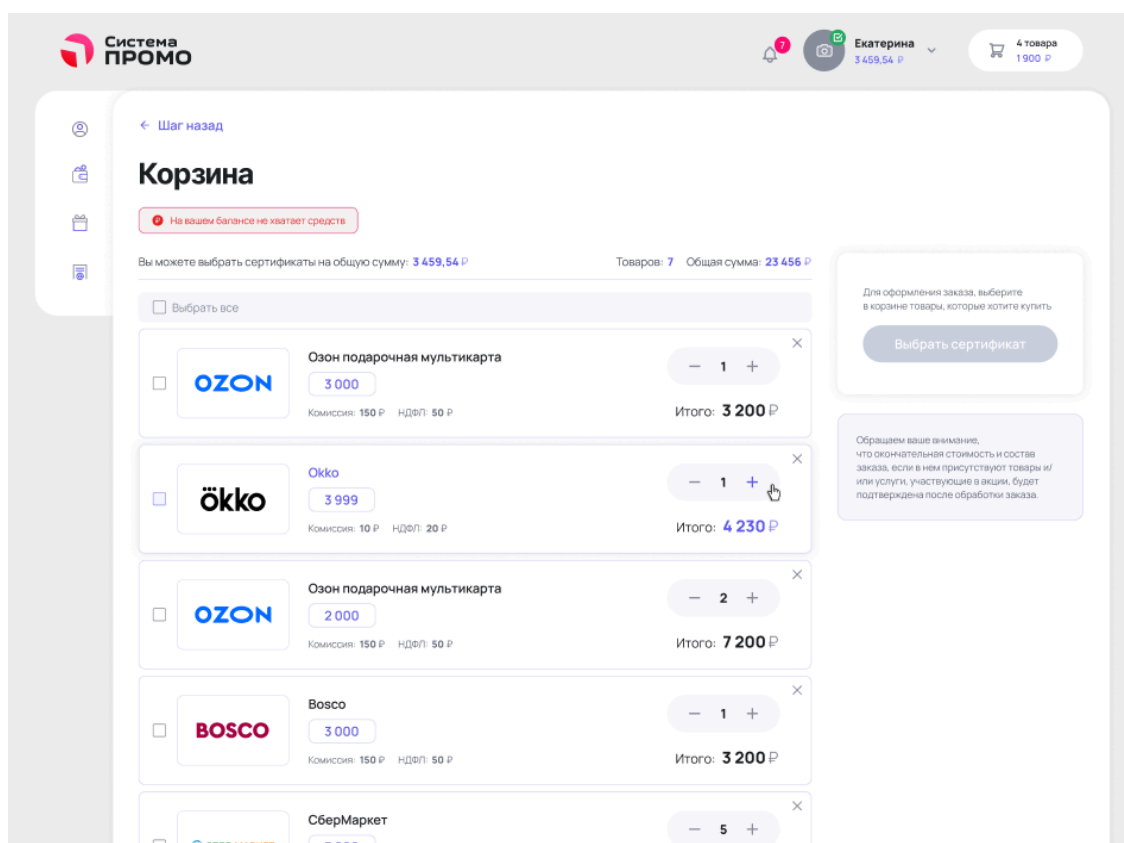 Система
ПРОМО
7
Екатерина
3 459,54 ₽
4 товара
1 900 ₽
← Шаг назад
Корзина
На вашем балансе не хватает средств
Вы можете выбрать сертификаты на общую сумму: 3 459,54 ₽
Товаров: 7 Общая сумма: 23 456 ₽
Выбрать все
OZON
Озон подарочная мультикарта
3 000
Комиссия: 150 ₽ НДФЛ: 50 ₽
− 1 +
Итого: 3 200 ₽
ökko
Okko
3 999
Комиссия: 10 ₽ НДФЛ: 20 ₽
− 1 +
Итого: 4 230 ₽
OZON
Озон подарочная мультикарта
2 000
Комиссия: 150 ₽ НДФЛ: 50 ₽
− 2 +
Итого: 7 200 ₽
BOSCO
Bosco
3 000
Комиссия: 150 ₽ НДФЛ: 50 ₽
− 1 +
Итого: 3 200 ₽
СберМаркет
− 5 +
Для оформления заказа, выберите
в корзине товары, которые хотите купить
Выбрать сертификат
Обращаем ваше внимание,
что окончательная стоимость и состав
заказа, если в нем присутствуют товары и/
или услуги, участвующие в акции, будет
подтверждена после обработки заказа.